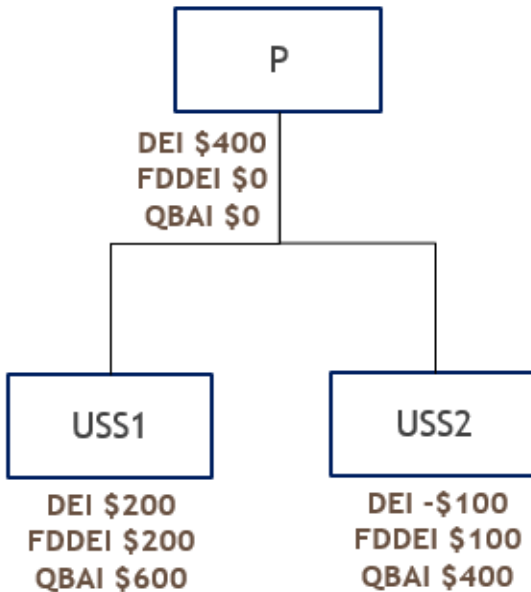 P
DEI $400
FDDEI $0
QBAI $0
USS1
USS2
DEI $200
FDDEI $200
QBAI $600
DEI -$100
FDDEI $100
QBAI $400